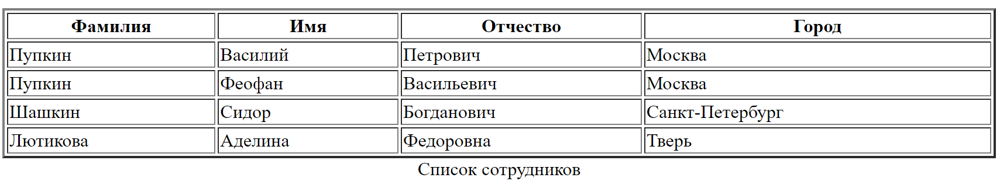 Фамилия Имя Отчество Город
Пупкин Василий Петрович Москва
Пупкин Феофан Васильевич Москва
Шашкин Сидор Богданович Санкт-Петербург
Лютикова Аделина Федоровна Тверь
Список сотрудников